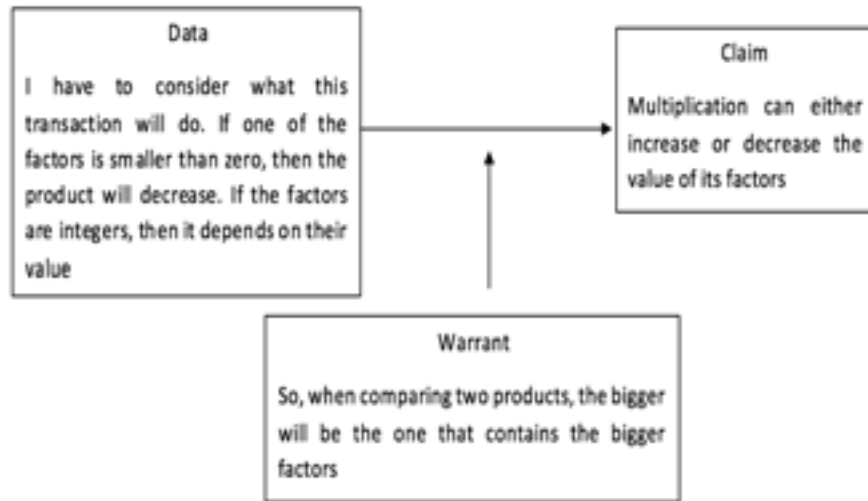 Data
I have to consider what this
transaction will do. If one of the
factors is smaller than zero, then the
product will decrease. If the factors
are integers, then it depends on their
value
Claim
Multiplication can either
increase or decrease the
value of its factors
Warrant
So, when comparing two products, the bigger
will be the one that contains the bigger
factors